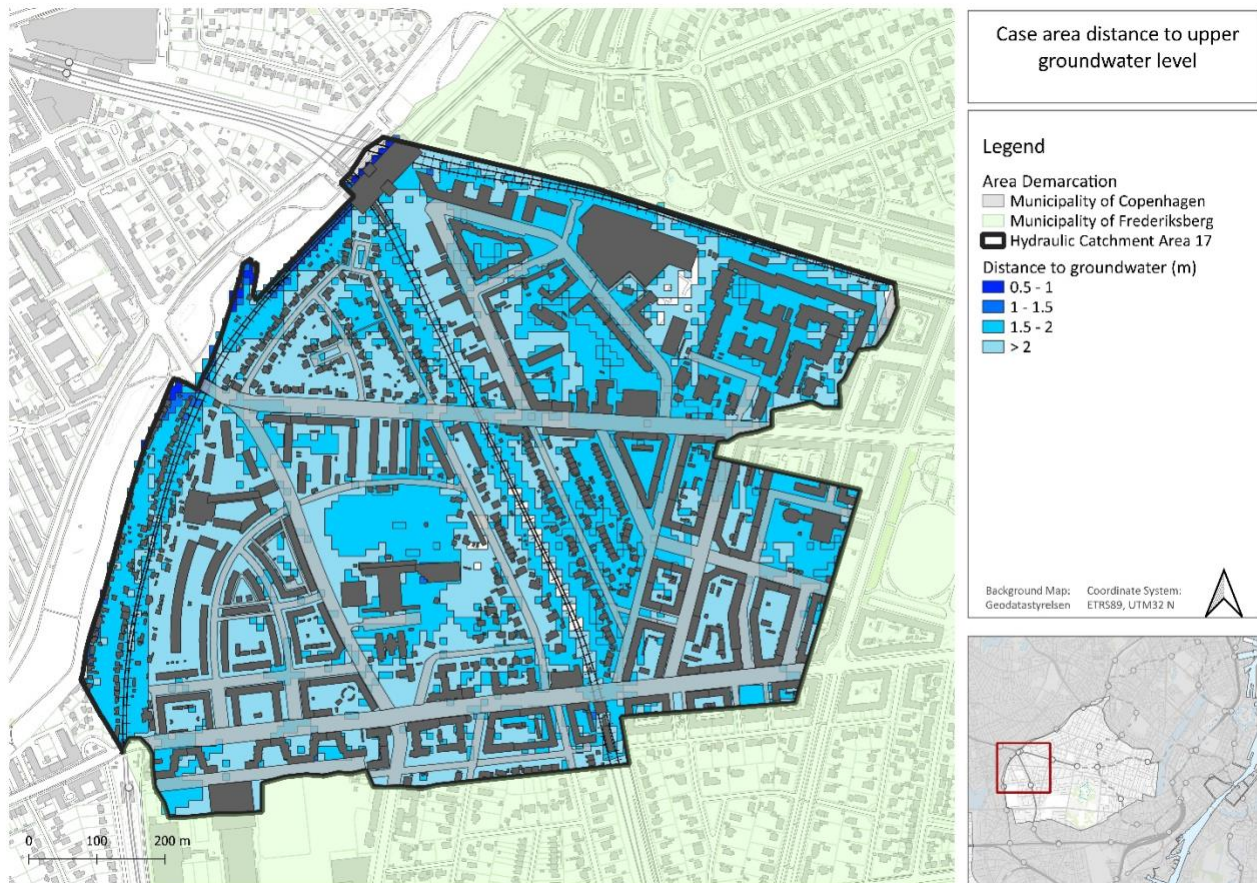 Case area distance to upper
groundwater level
Legend
Area Demarcation
Municipality of Copenhagen
Municipality of Frederiksberg
Hydraulic Catchment Area 17
Distance to groundwater (m)
0.5 - 1
1 - 1.5
1.5 - 2
> 2
Background Map:
Geodatastyrelsen
Coordinate System:
ETRS89, UTM32 N
0 100 200 m